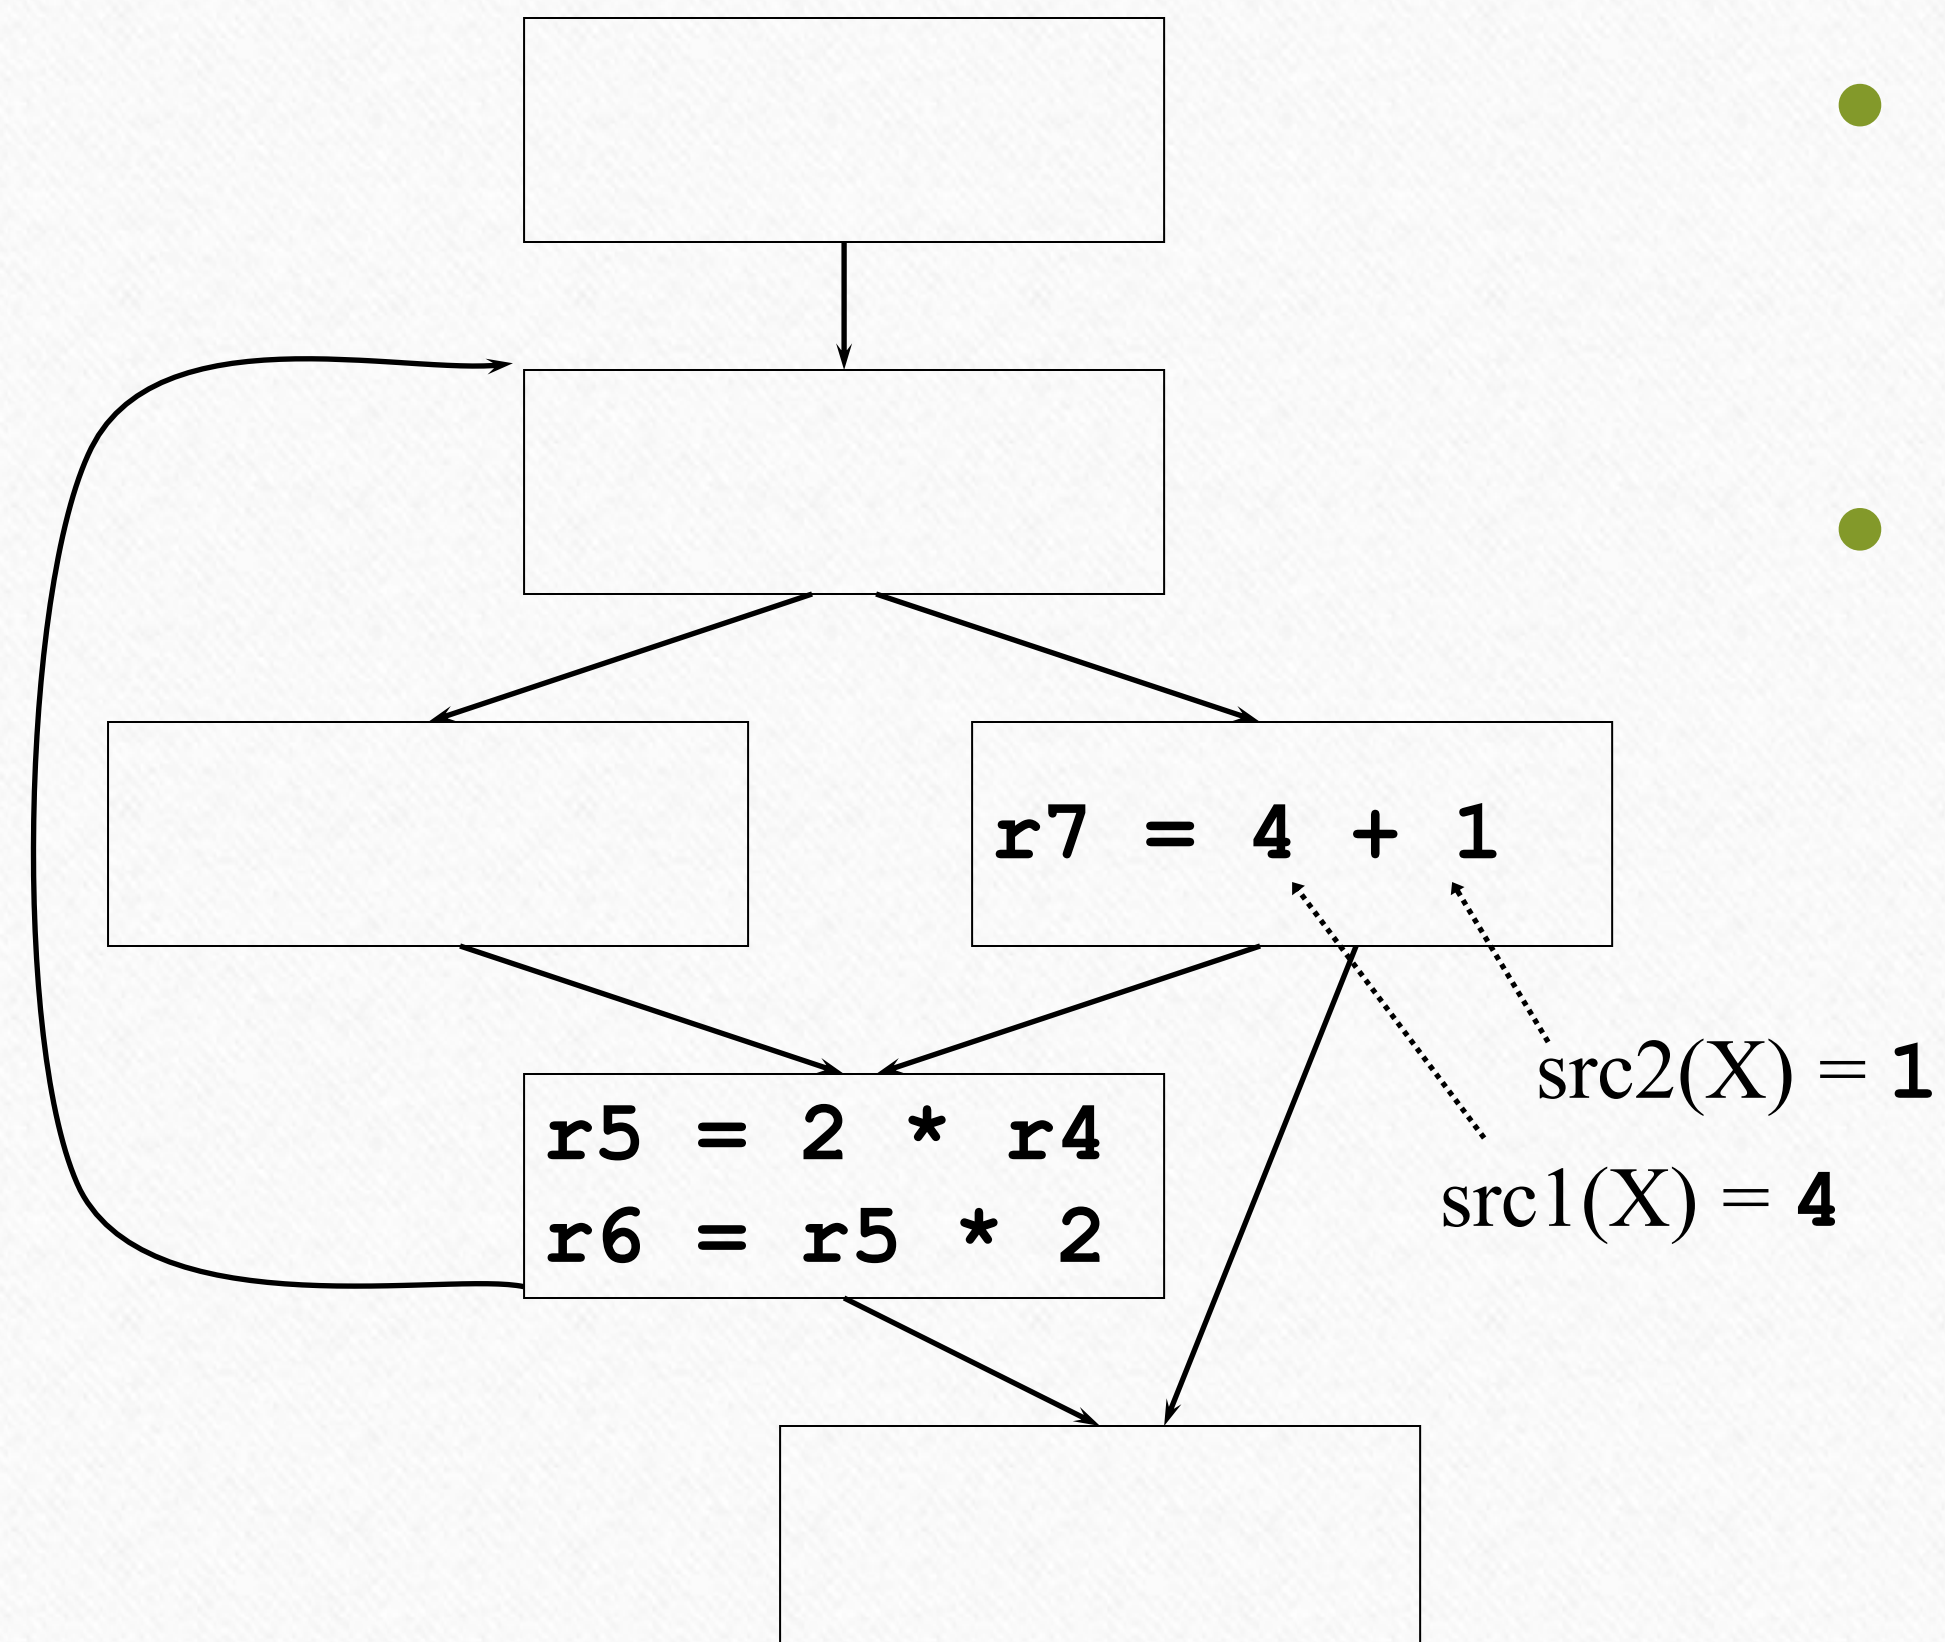 r7 = 4 + 1
src2(X) = 1
r5 = 2 * r4
src1(X) = 4
r6 = r5 * 2